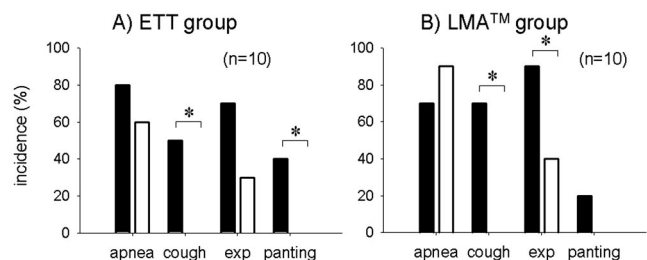 A) ETT group
B) LMA™ group
incidence (%)
100
80
60
40
20
0
(n=10)
*
*
apnea cough exp panting
100
80
60
40
20
0
(n=10)
*
*
apnea cough exp panting